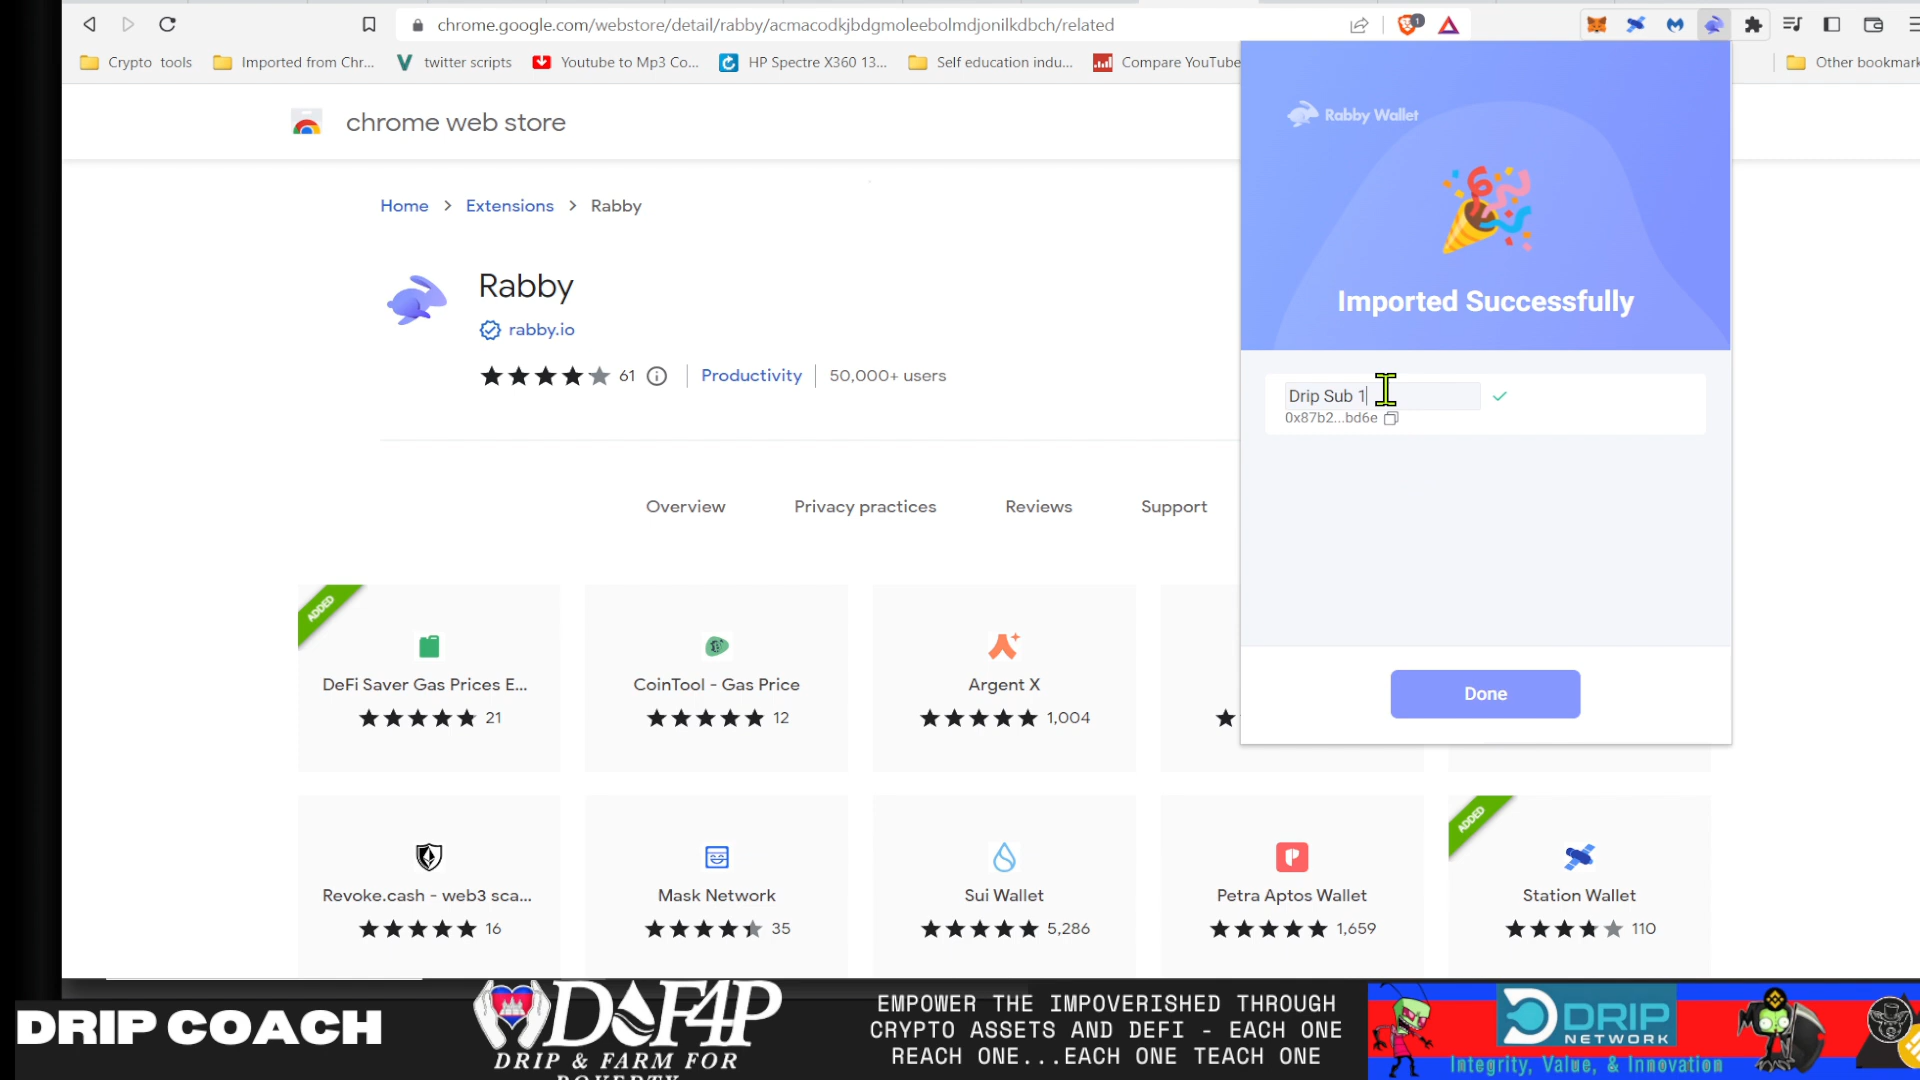 chrome.google.com/webstore/detail/rabby/acmacodkjbdgmoleebolmdjonilkdbch/related
1
Crypto tools
Imported from Chr...
twitter scripts
Youtube to Mp3 Co...
HP Spectre X360 13...
Self education indu...
Compare YouTube
Other bookmark
chrome web store
Home > Extensions > Rabby
Rabby
rabby.io
61
Productivity
50,000+ users
Overview
Privacy practices
Reviews
Support
ADDED
DeFi Saver Gas Prices E...
21
CoinTool - Gas Price
12
Argent X
1,004
Revoke.cash - web3 sca...
16
Mask Network
35
Sui Wallet
5,286
Petra Aptos Wallet
1,659
ADDED
Station Wallet
110
Rabby Wallet
Imported Successfully
Drip Sub 1
0x87b2...bd6e
Done
DRIP COACH
DFF4P
DRIP & FARM FOR
POVERTY
EMPOWER THE IMPOVERISHED THROUGH
CRYPTO ASSETS AND DEFI - EACH ONE
REACH ONE...EACH ONE TEACH ONE
DRIP
NETWORK
Integrity, Value, & Innovation